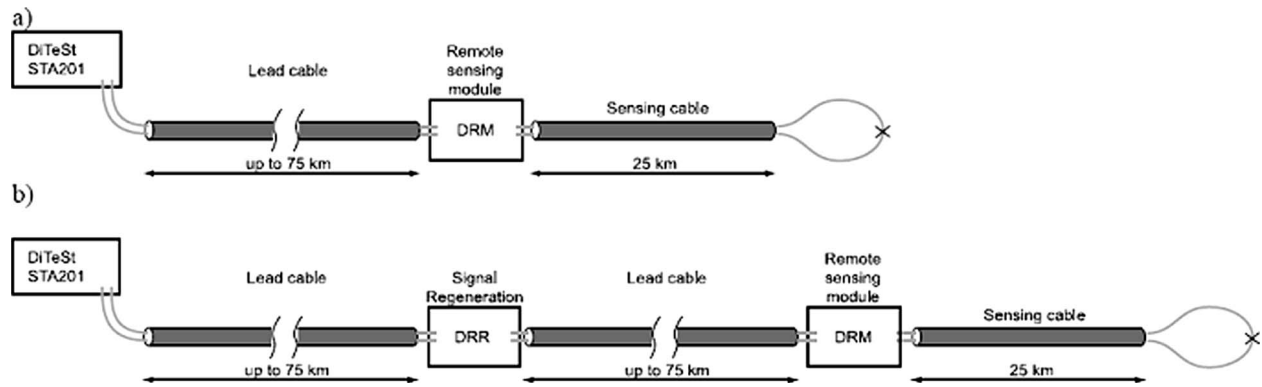 a)
DiTeSt
STA201
Lead cable
Remote
sensing
module
DRM
Sensing cable
up to 75 km
25 km
b)
DiTeSt
STA201
Lead cable
Signal
Regeneration
DRR
Lead cable
Remote
sensing
module
DRM
Sensing cable
up to 75 km
up to 75 km
25 km